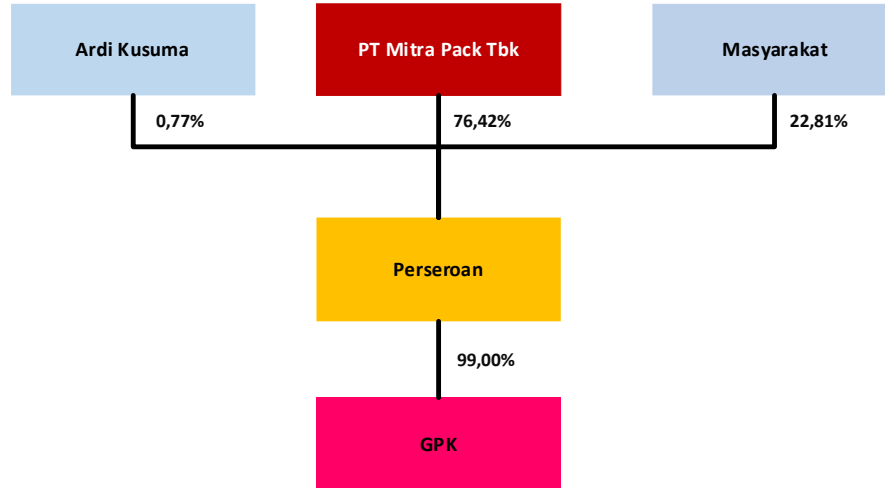 Ardi Kusuma
PT Mitra Pack Tbk
Masyarakat
0,77%
76,42%
22,81%
Perseroan
99,00%
GPK